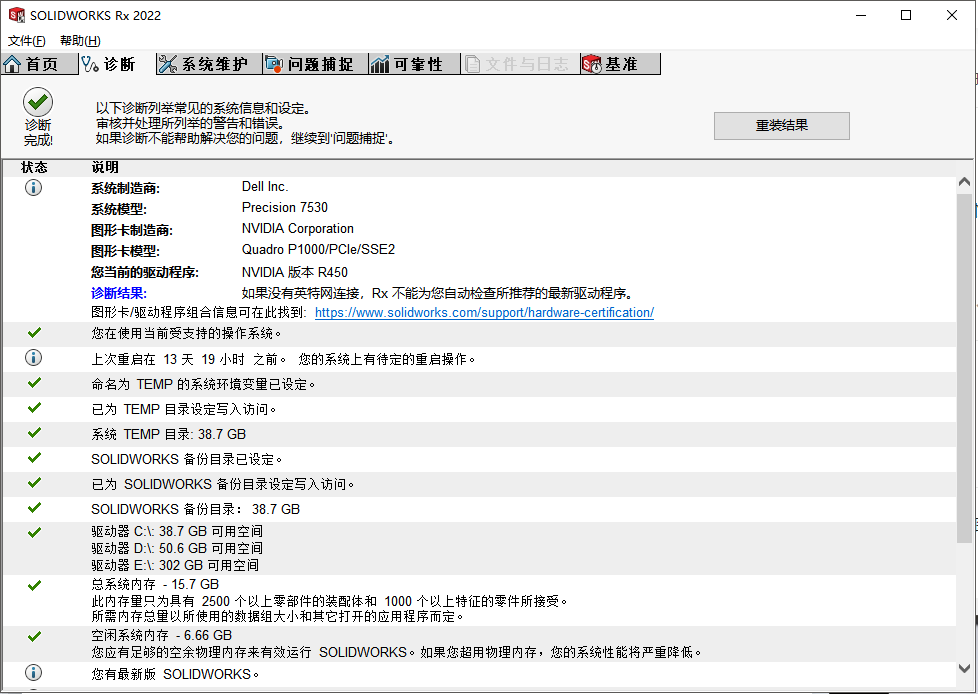 SOLIDWORKS Rx 2022
文件(F) 帮助(H)
首页 诊断 系统维护 问题捕捉 可靠性 文件与日志 基准
诊断
完成!
以下诊断列举常见的系统信息和设定。
审核并处理所列举的警告和错误。
如果诊断不能帮助解决您的问题，继续到'问题捕捉'。
重装结果
状态 说明
系统制造商: Dell Inc.
系统模型: Precision 7530
图形卡制造商: NVIDIA Corporation
图形卡模型: Quadro P1000/PCIe/SSE2
您当前的驱动程序: NVIDIA 版本 R450
诊断结果: 如果没有英特网连接，Rx 不能为您自动检查所推荐的最新驱动程序。
图形卡/驱动程序组合信息可在此找到: https://www.solidworks.com/support/hardware-certification/
您在使用当前受支持的操作系统。
上次重启在 13 天 19 小时 之前。 您的系统上有待定的重启操作。
命名为 TEMP 的系统环境变量已设定。
已为 TEMP 目录设定写入访问。
系统 TEMP 目录: 38.7 GB
SOLIDWORKS 备份目录已设定。
已为 SOLIDWORKS 备份目录设定写入访问。
SOLIDWORKS 备份目录： 38.7 GB
驱动器 C:\: 38.7 GB 可用空间
驱动器 D:\: 50.6 GB 可用空间
驱动器 E:\: 302 GB 可用空间
总系统内存 - 15.7 GB
此内存量只为具有 2500 个以上零部件的装配体和 1000 个以上特征的零件所接受。
所需内存总量以所使用的数据组大小和其它打开的应用程序而定。
空闲系统内存 - 6.66 GB
您应有足够的空余物理内存来有效运行 SOLIDWORKS。如果您超用物理内存，您的系统性能将严重降低。
您有最新版 SOLIDWORKS。